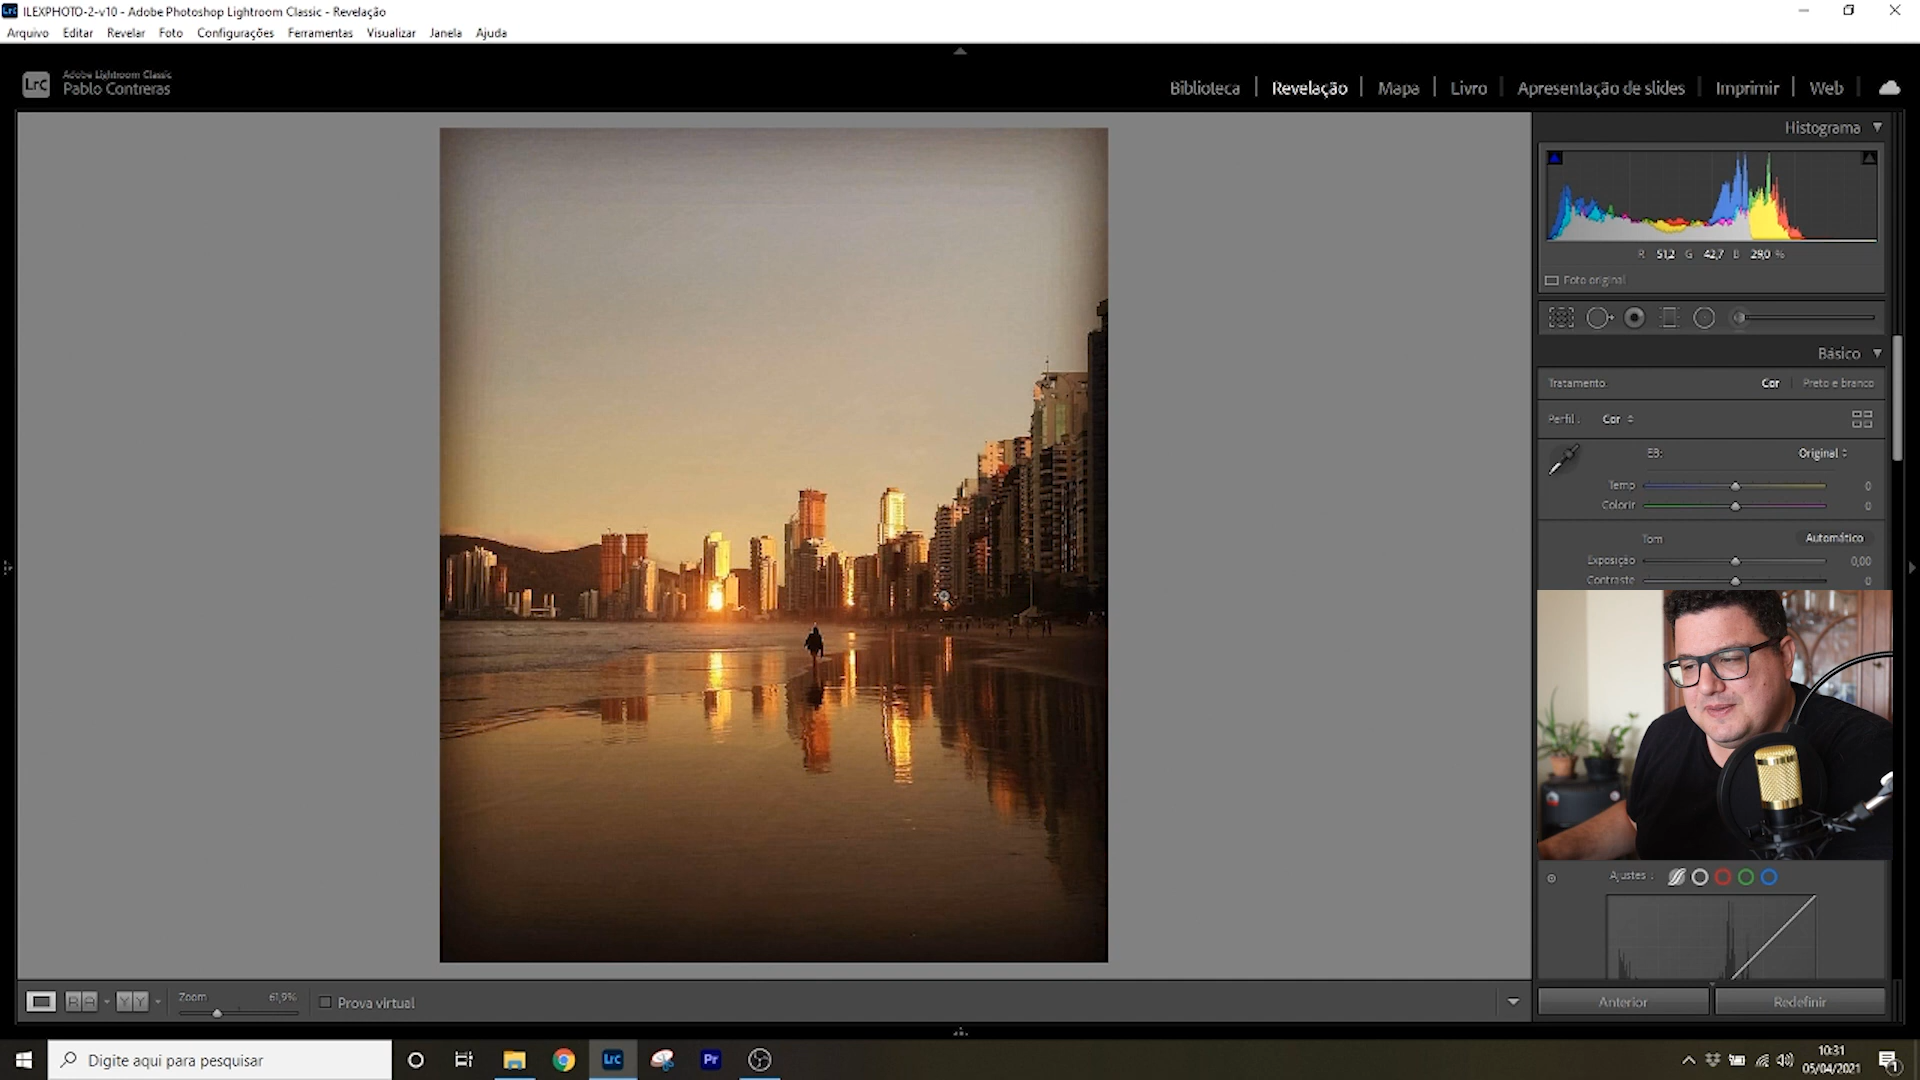 ILEXPHOTO-2-v10 - Adobe Photoshop Lightroom Classic - Revelação
Arquivo Editar Revelar Foto Configurações Ferramentas Visualizar Janela Ajuda
LrC
Adobe Lightroom Classic
Pablo Contreras
Biblioteca Revelação Mapa Livro Apresentação de slides Imprimir Web
Histograma
R 51,2 G 42,7 B 29,0 %
Foto original
Básico
Tratamento: Cor Preto e branco
Perfil: Cor
EB: Original
Temp 0
Colorir 0
Tom Automático
Exposição 0,00
Contraste 0
Ajustes:
Anterior Redefinir
R A Y Y Zoom 61,9% Prova virtual
Digite aqui para pesquisar
LrC
Pr
10:31
05/04/2021
1